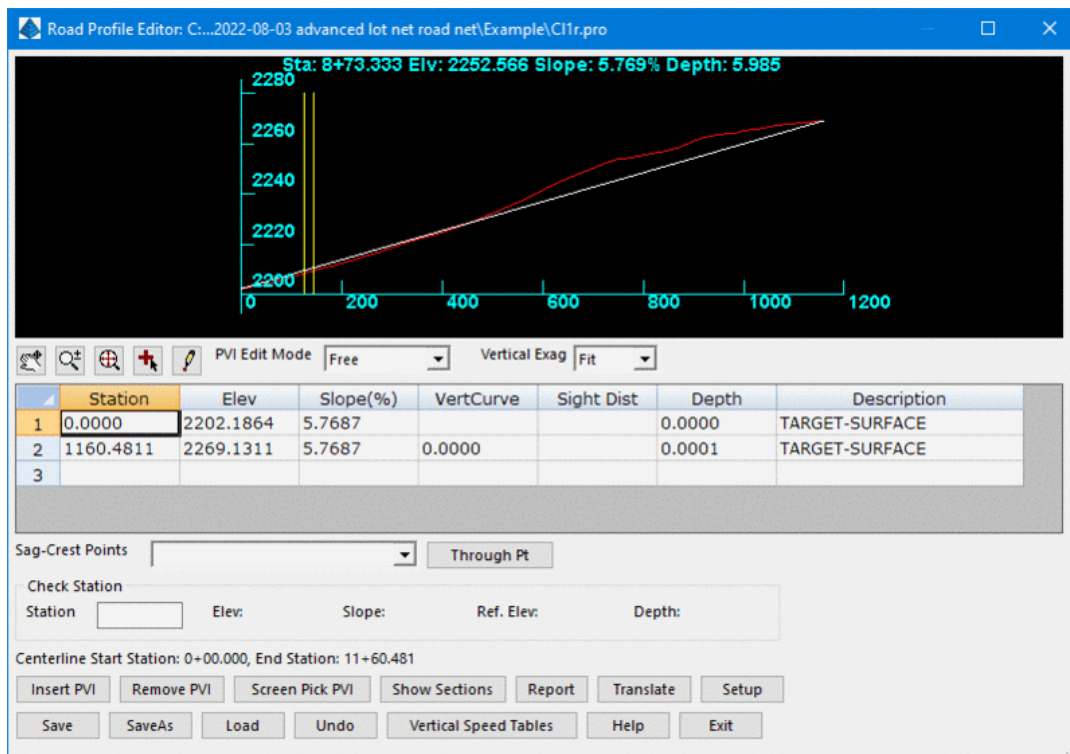 Road Profile Editor: C:...2022-08-03 advanced lot net road net\Example\Cl1r.pro
Sta: 8+73.333 Elv: 2252.566 Slope: 5.769% Depth: 5.985
2280
2260
2240
2220
2200
0 200 400 600 800 1000 1200
PVI Edit Mode Free Vertical Exag Fit
Station Elev Slope(%) VertCurve Sight Dist Depth Description
1 0.0000 2202.1864 5.7687 0.0000 TARGET-SURFACE
2 1160.4811 2269.1311 5.7687 0.0000 0.0001 TARGET-SURFACE
3
Sag-Crest Points Through Pt
Check Station
Station Elev: Slope: Ref. Elev: Depth:
Centerline Start Station: 0+00.000, End Station: 11+60.481
Insert PVI Remove PVI Screen Pick PVI Show Sections Report Translate Setup
Save SaveAs Load Undo Vertical Speed Tables Help Exit